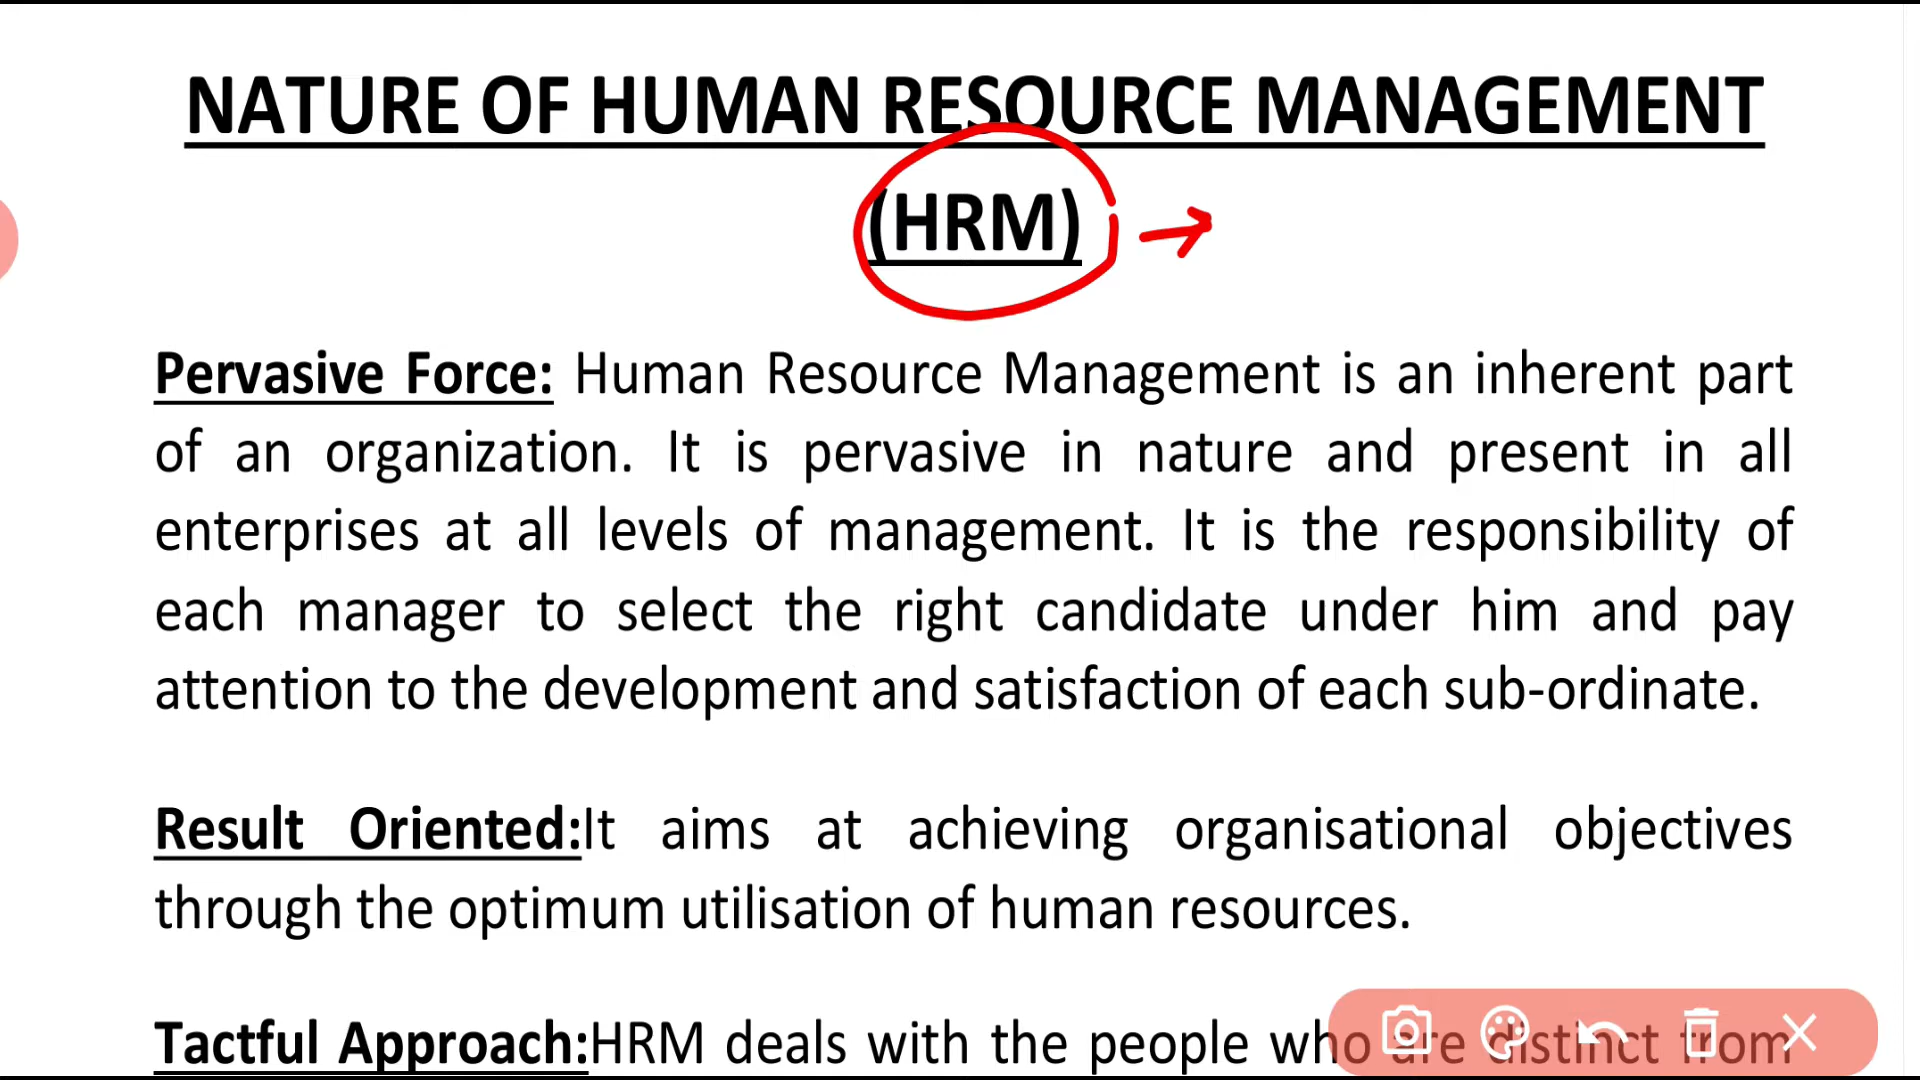 NATURE OF HUMAN RESOURCE MANAGEMENT
(HRM)
Pervasive Force: Human Resource Management is an inherent part
of an organization. It is pervasive in nature and present in all
enterprises at all levels of management. It is the responsibility of
each manager to select the right candidate under him and pay
attention to the development and satisfaction of each sub-ordinate.
Result Oriented:It aims at achieving organisational objectives
through the optimum utilisation of human resources.
Tactful Approach:HRM deals with the people who are distinct from